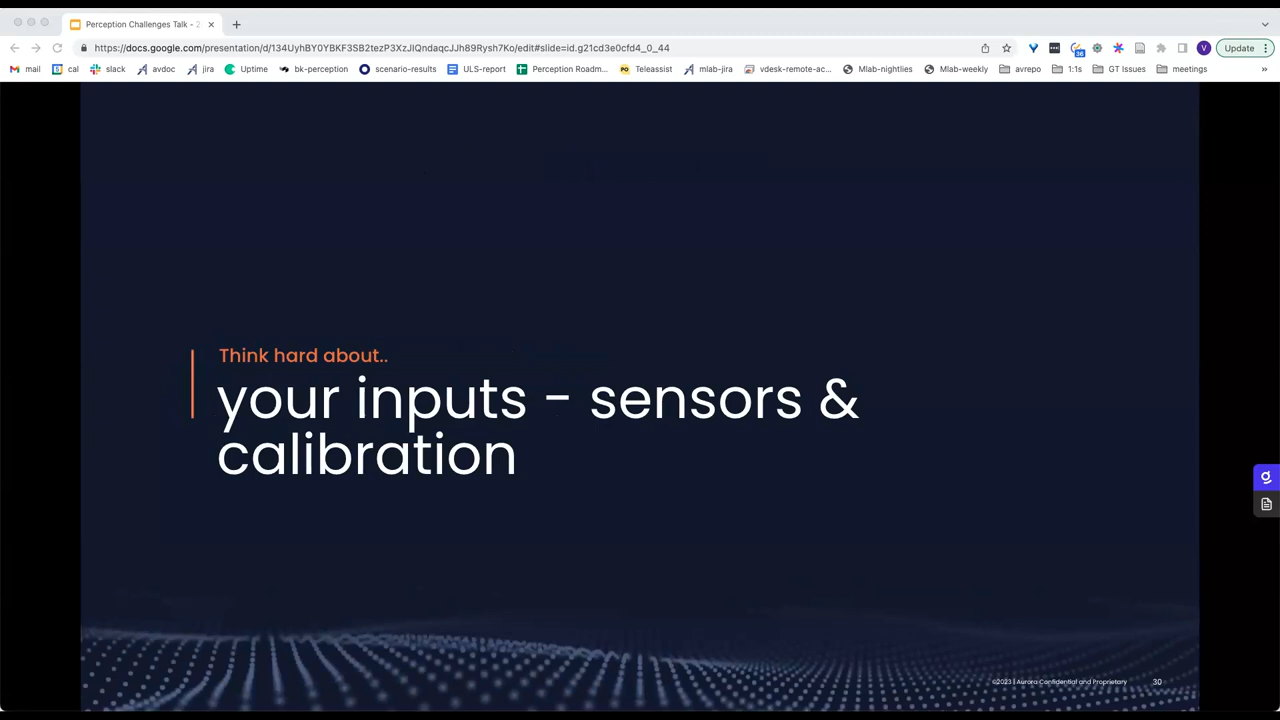 Perception Challenges Talk - 2
https://docs.google.com/presentation/d/134UyhBY0YBKF3SB2tezP3XzJIQndaqcJJh89Rysh7Ko/edit#slide=id.g21cd3e0cfd4_0_44
36
V
Update
mail cal slack avdoc jira Uptime bk-perception scenario-results ULS-report Perception Roadm... Teleassist mlab-jira vdesk-remote-ac... Mlab-nightlies Mlab-weekly avrepo 1:1s GT Issues meetings »
Think hard about..
your inputs - sensors &
calibration
©2023 | Aurora Confidential and Proprietary 30